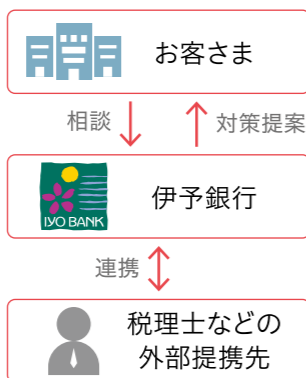 お客さま
相談
対策提案
IYO BANK
伊予銀行
連携
税理士などの
外部提携先